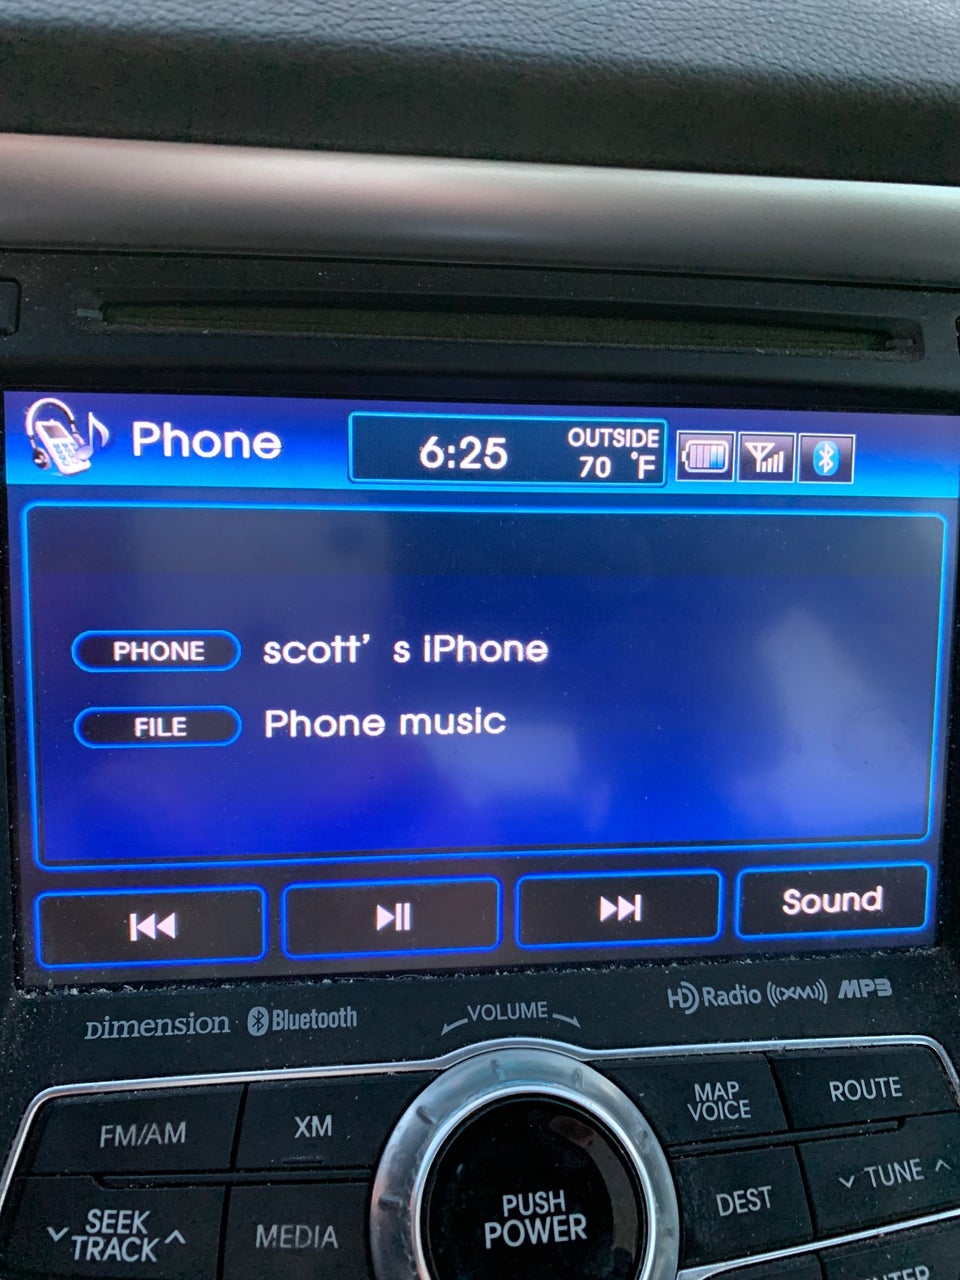 Phone
6:25
OUTSIDE
70 °F
PHONE scott’ s iPhone
FILE Phone music
Sound
dimension Bluetooth
VOLUME
HD Radio ((XM)) MP3
FM/AM
XM
MAP
VOICE
ROUTE
SEEK
TRACK
MEDIA
PUSH
POWER
DEST
TUNE